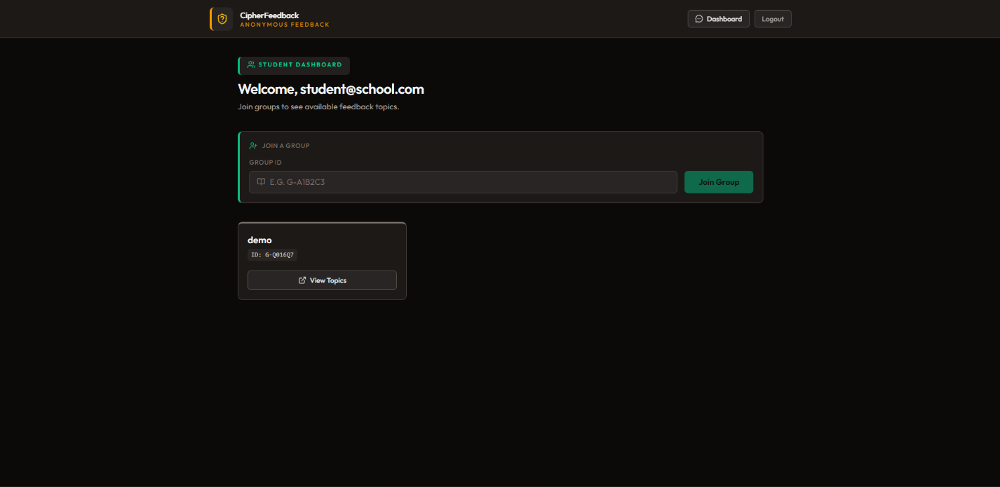 CipherFeedback
ANONYMOUS FEEDBACK
Dashboard
Logout
STUDENT DASHBOARD
Welcome, student@school.com
Join groups to see available feedback topics.
JOIN A GROUP
GROUP ID
E.G. G-A1B2C3
Join Group
demo
ID: G-Q016Q7
View Topics